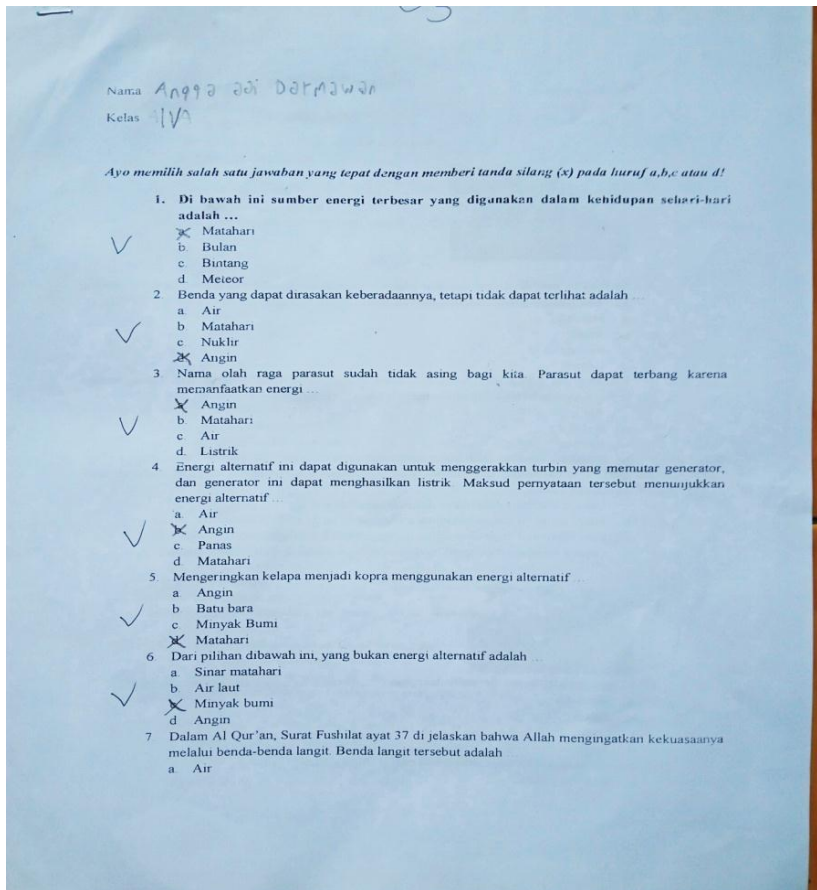 Nama Angga adi Darmawan
Kelas IVA
Ayo memilih salah satu jawaban yang tepat dengan memberi tanda silang (x) pada huruf a,b,c atau d!
1. Di bawah ini sumber energi terbesar yang digunakan dalam kehidupan sehari-hari
adalah ...
a. Matahari
b. Bulan
c. Bintang
d. Meteor
2. Benda yang dapat dirasakan keberadaannya, tetapi tidak dapat terlihat adalah ...
a. Air
b. Matahari
c. Nuklir
d. Angin
3. Nama olah raga parasut sudah tidak asing bagi kita. Parasut dapat terbang karena
memanfaatkan energi ...
a. Angin
b. Matahari
c. Air
d. Listrik
4. Energi alternatif ini dapat digunakan untuk menggerakkan turbin yang memutar generator,
dan generator ini dapat menghasilkan listrik. Maksud pernyataan tersebut menunjukkan
energi alternatif ...
a. Air
b. Angin
c. Panas
d. Matahari
5. Mengeringkan kelapa menjadi kopra menggunakan energi alternatif ...
a. Angin
b. Batu bara
c. Minyak Bumi
d. Matahari
6. Dari pilihan dibawah ini, yang bukan energi alternatif adalah ...
a. Sinar matahari
b. Air laut
c. Minyak bumi
d. Angin
7. Dalam Al Qur'an, Surat Fushilat ayat 37 di jelaskan bahwa Allah mengingatkan kekuasaanya
melalui benda-benda langit. Benda langit tersebut adalah
a. Air